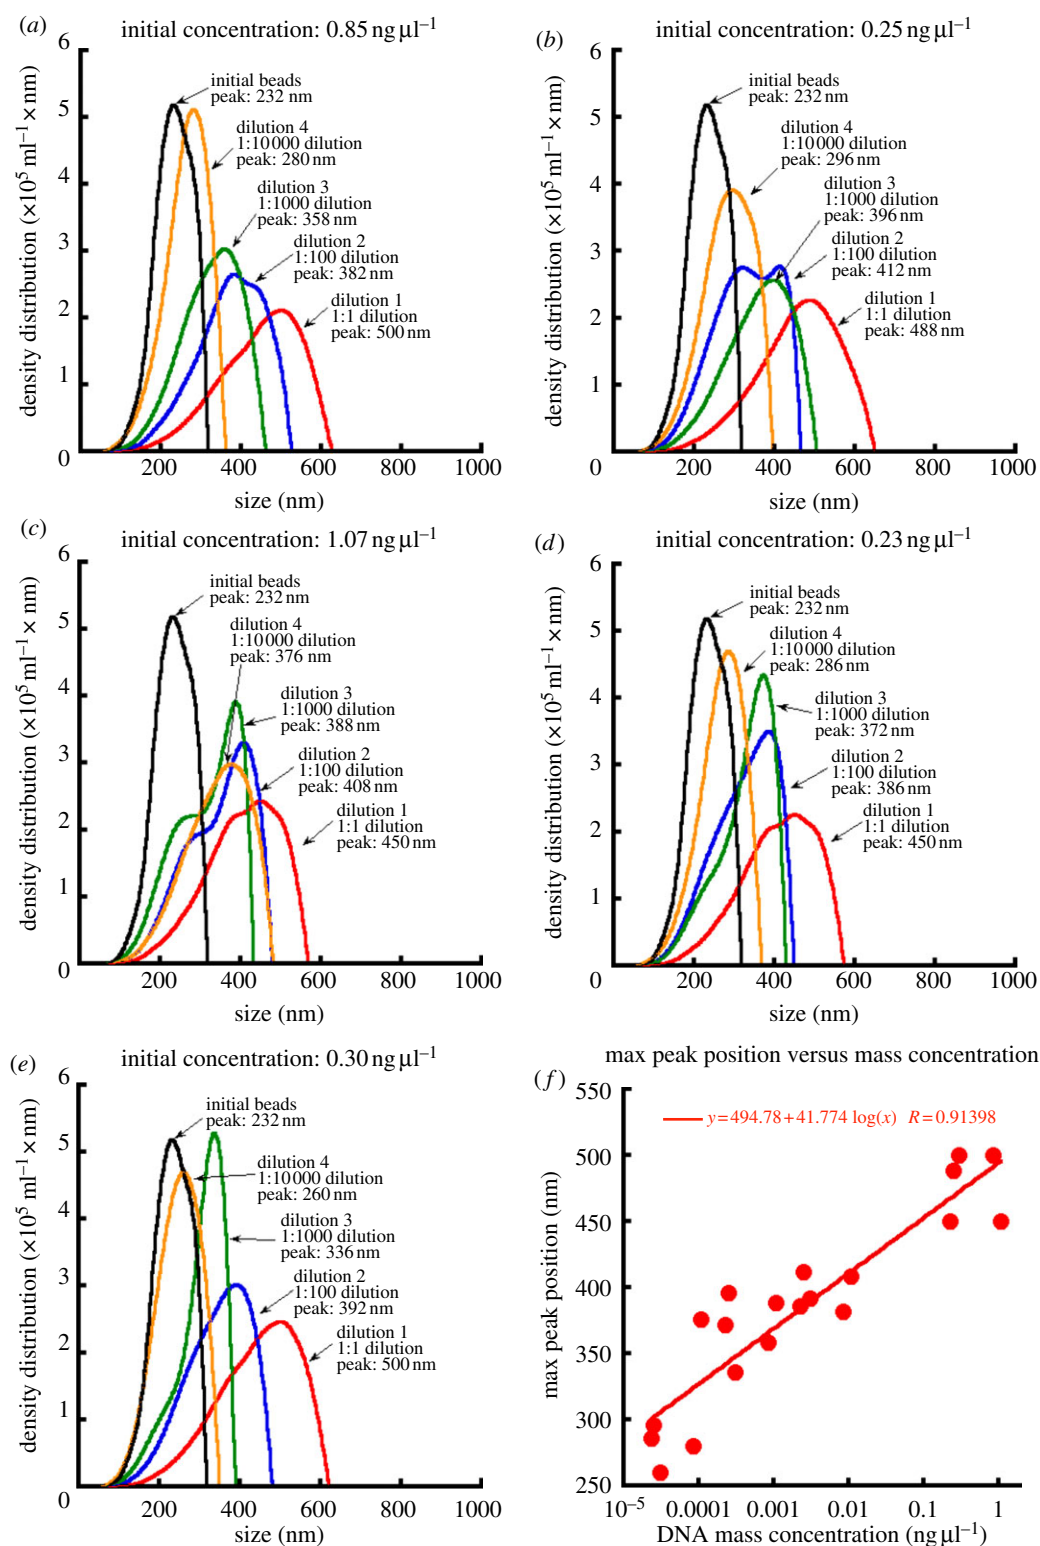 (a) initial concentration: 0.85 ng µl⁻¹
density distribution (×10⁵ ml⁻¹ × nm)
6
5
4
3
2
1
0
initial beads
peak: 232 nm
dilution 4
1:10 000 dilution
peak: 280 nm
dilution 3
1:1000 dilution
peak: 358 nm
dilution 2
1:100 dilution
peak: 382 nm
dilution 1
1:1 dilution
peak: 500 nm
200 400 600 800 1000
size (nm)
(b) initial concentration: 0.25 ng µl⁻¹
density distribution (×10⁵ ml⁻¹ × nm)
6
5
4
3
2
1
0
initial beads
peak: 232 nm
dilution 4
1:10 000 dilution
peak: 296 nm
dilution 3
1:1000 dilution
peak: 396 nm
dilution 2
1:100 dilution
peak: 412 nm
dilution 1
1:1 dilution
peak: 488 nm
200 400 600 800 1000
size (nm)
(c) initial concentration: 1.07 ng µl⁻¹
density distribution (×10⁵ ml⁻¹ × nm)
6
5
4
3
2
1
0
initial beads
peak: 232 nm
dilution 4
1:10 000 dilution
peak: 376 nm
dilution 3
1:1000 dilution
peak: 388 nm
dilution 2
1:100 dilution
peak: 408 nm
dilution 1
1:1 dilution
peak: 450 nm
200 400 600 800 1000
size (nm)
(d) initial concentration: 0.23 ng µl⁻¹
density distribution (×10⁵ ml⁻¹ × nm)
6
5
4
3
2
1
0
initial beads
peak: 232 nm
dilution 4
1:10 000 dilution
peak: 286 nm
dilution 3
1:1000 dilution
peak: 372 nm
dilution 2
1:100 dilution
peak: 386 nm
dilution 1
1:1 dilution
peak: 450 nm
200 400 600 800 1000
size (nm)
(e) initial concentration: 0.30 ng µl⁻¹
density distribution (×10⁵ ml⁻¹ × nm)
6
5
4
3
2
1
0
initial beads
peak: 232 nm
dilution 4
1:10 000 dilution
peak: 260 nm
dilution 3
1:1000 dilution
peak: 336 nm
dilution 2
1:100 dilution
peak: 392 nm
dilution 1
1:1 dilution
peak: 500 nm
200 400 600 800 1000
size (nm)
max peak position versus mass concentration
(f)
max peak position (nm)
550
500
450
400
350
300
250
y = 494.78 + 41.774 log(x) R = 0.91398
10⁻⁵ 0.0001 0.001 0.01 0.1 1
DNA mass concentration (ng µl⁻¹)